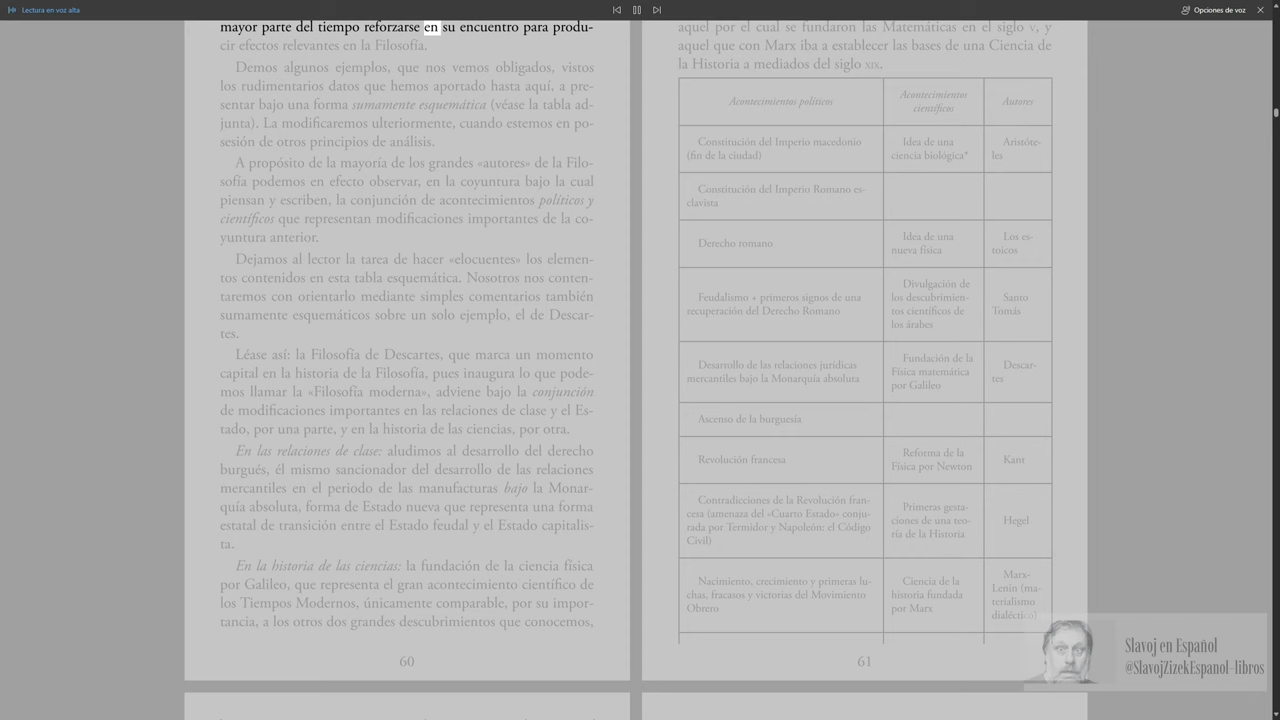 Lectura en voz alta
Opciones de voz
mayor parte del tiempo reforzarse en su encuentro para produ-
cir efectos relevantes en la Filosofía.
Demos algunos ejemplos, que nos vemos obligados, vistos
los rudimentarios datos que hemos aportado hasta aquí, a pre-
sentar bajo una forma sumamente esquemática (véase la tabla ad-
junta). La modificaremos ulteriormente, cuando estemos en po-
sesión de otros principios de análisis.
A propósito de la mayoría de los grandes «autores» de la Filo-
sofía podemos en efecto observar, en la coyuntura bajo la cual
piensan y escriben, la conjunción de acontecimientos políticos y
científicos que representan modificaciones importantes de la co-
yuntura anterior.
Dejamos al lector la tarea de hacer «elocuentes» los elemen-
tos contenidos en esta tabla esquemática. Nosotros nos conten-
taremos con orientarlo mediante simples comentarios también
sumamente esquemáticos sobre un solo ejemplo, el de Descar-
tes.
Léase así: la Filosofía de Descartes, que marca un momento
capital en la historia de la Filosofía, pues inaugura lo que pode-
mos llamar la «Filosofía moderna», adviene bajo la conjunción
de modificaciones importantes en las relaciones de clase y el Es-
tado, por una parte, y en la historia de las ciencias, por otra.
En las relaciones de clase: aludimos al desarrollo del derecho
burgués, él mismo sancionador del desarrollo de las relaciones
mercantiles en el periodo de las manufacturas bajo la Monar-
quía absoluta, forma de Estado nueva que representa una forma
estatal de transición entre el Estado feudal y el Estado capitalis-
ta.
En la historia de las ciencias: la fundación de la ciencia física
por Galileo, que representa el gran acontecimiento científico de
los Tiempos Modernos, únicamente comparable, por su impor-
tancia, a los otros dos grandes descubrimientos que conocemos,
60
aquel por el cual se fundaron las Matemáticas en el siglo V, y
aquel que con Marx iba a establecer las bases de una Ciencia de
la Historia a mediados del siglo XIX.
Acontecimientos políticos
Acontecimientos
científicos
Autores
Constitución del Imperio macedonio
(fin de la ciudad)
Idea de una
ciencia biológica*
Aristóte-
les
Constitución del Imperio Romano es-
clavista
Derecho romano
Idea de una
nueva física
Los es-
toicos
Feudalismo + primeros signos de una
recuperación del Derecho Romano
Divulgación de
los descubrimien-
tos científicos de
los árabes
Santo
Tomás
Desarrollo de las relaciones jurídicas
mercantiles bajo la Monarquía absoluta
Fundación de la
Física matemática
por Galileo
Descar-
tes
Ascenso de la burguesía
Revolución francesa
Reforma de la
Física por Newton
Kant
Contradicciones de la Revolución fran-
cesa (amenaza del «Cuarto Estado» conju-
rada por Termidor y Napoleón: el Código
Civil)
Primeras gesta-
ciones de una teo-
ría de la Historia
Hegel
Nacimiento, crecimiento y primeras lu-
chas, fracasos y victorias del Movimiento
Obrero
Ciencia de la
historia fundada
por Marx
Marx-
Lenin (ma-
terialismo
dialéctico)
61
Slavoj en Español
@SlavojZizekEspanol-libros